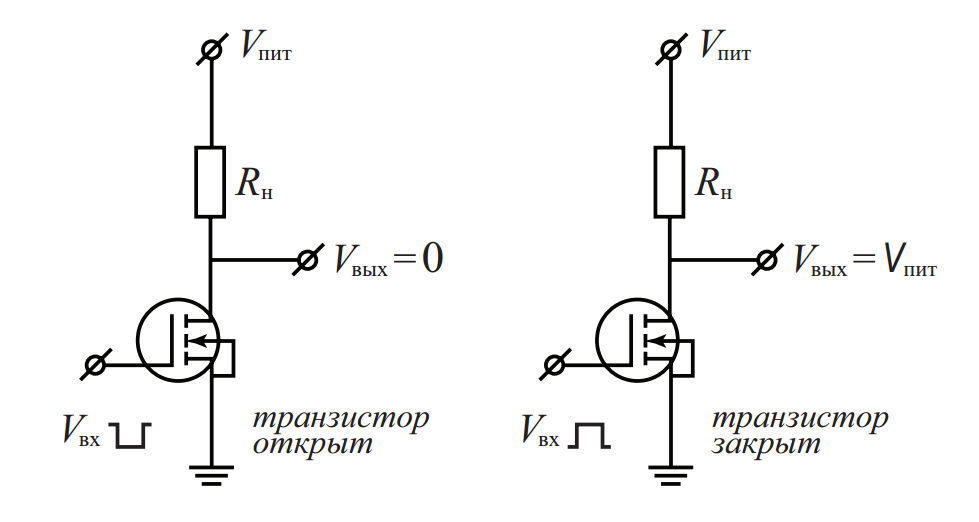 Vпит
Rн
Vвых = 0
Vвх
транзистор
открыт
Vпит
Rн
Vвых = Vпит
Vвх
транзистор
закрыт